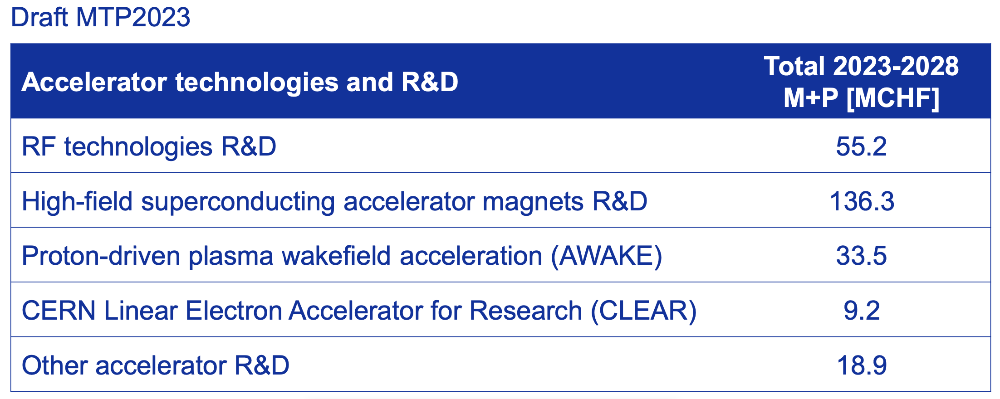 Draft MTP2023
Accelerator technologies and R&D
Total 2023-2028
M+P [MCHF]
RF technologies R&D 55.2
High-field superconducting accelerator magnets R&D 136.3
Proton-driven plasma wakefield acceleration (AWAKE) 33.5
CERN Linear Electron Accelerator for Research (CLEAR) 9.2
Other accelerator R&D 18.9